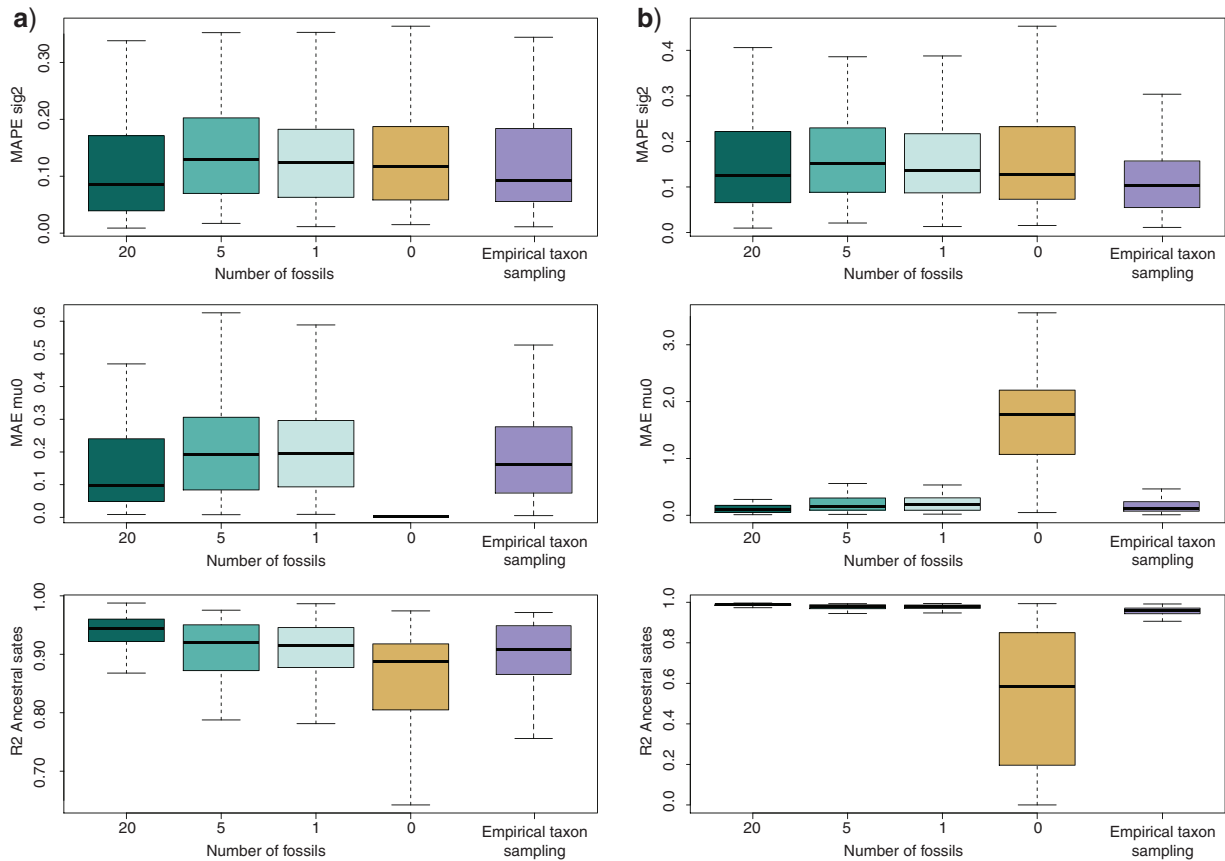 a)
MAPE sig2
0.30
0.20
0.10
0.00
20
5
1
0
Empirical taxon
sampling
Number of fossils
MAE mu0
0.6
0.5
0.4
0.3
0.2
0.1
0.0
20
5
1
0
Empirical taxon
sampling
Number of fossils
R2 Ancestral sates
1.00
0.90
0.80
0.70
20
5
1
0
Empirical taxon
sampling
Number of fossils
b)
MAPE sig2
0.4
0.3
0.2
0.1
0.0
20
5
1
0
Empirical taxon
sampling
Number of fossils
MAE mu0
3.0
2.0
1.0
0.0
20
5
1
0
Empirical taxon
sampling
Number of fossils
R2 Ancestral sates
1.0
0.8
0.6
0.4
0.2
0.0
20
5
1
0
Empirical taxon
sampling
Number of fossils